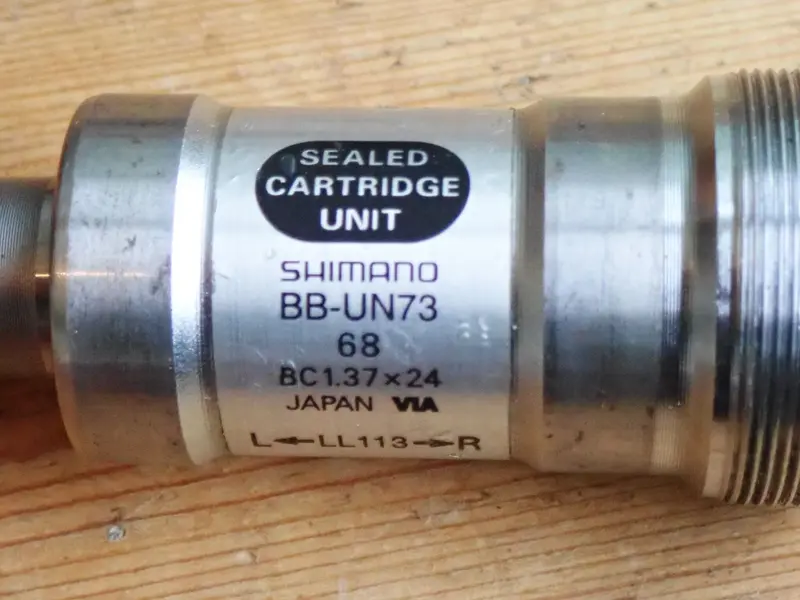 SEALED
CARTRIDGE
UNIT
SHIMANO
BB-UN73
68
BC1.37×24
JAPAN VIA
L←LL113→R